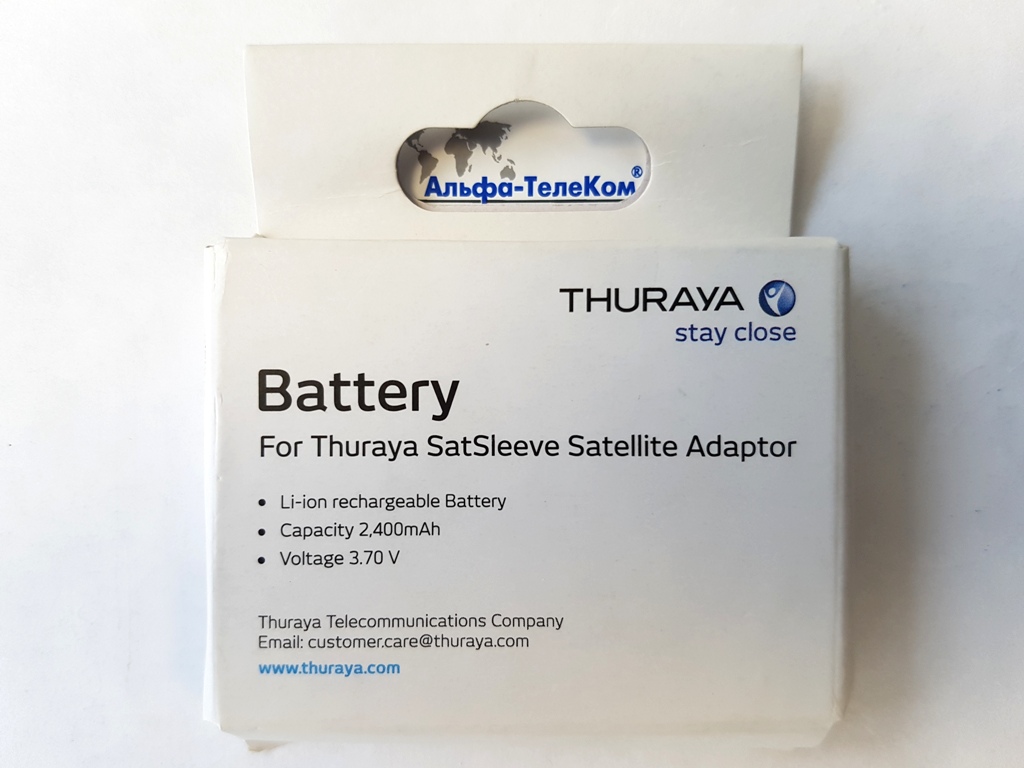 Альфа-ТелеКом®
THURAYA
stay close
Battery
For Thuraya SatSleeve Satellite Adaptor
• Li-ion rechargeable Battery
• Capacity 2,400mAh
• Voltage 3.70 V
Thuraya Telecommunications Company
Email: customer.care@thuraya.com
www.thuraya.com